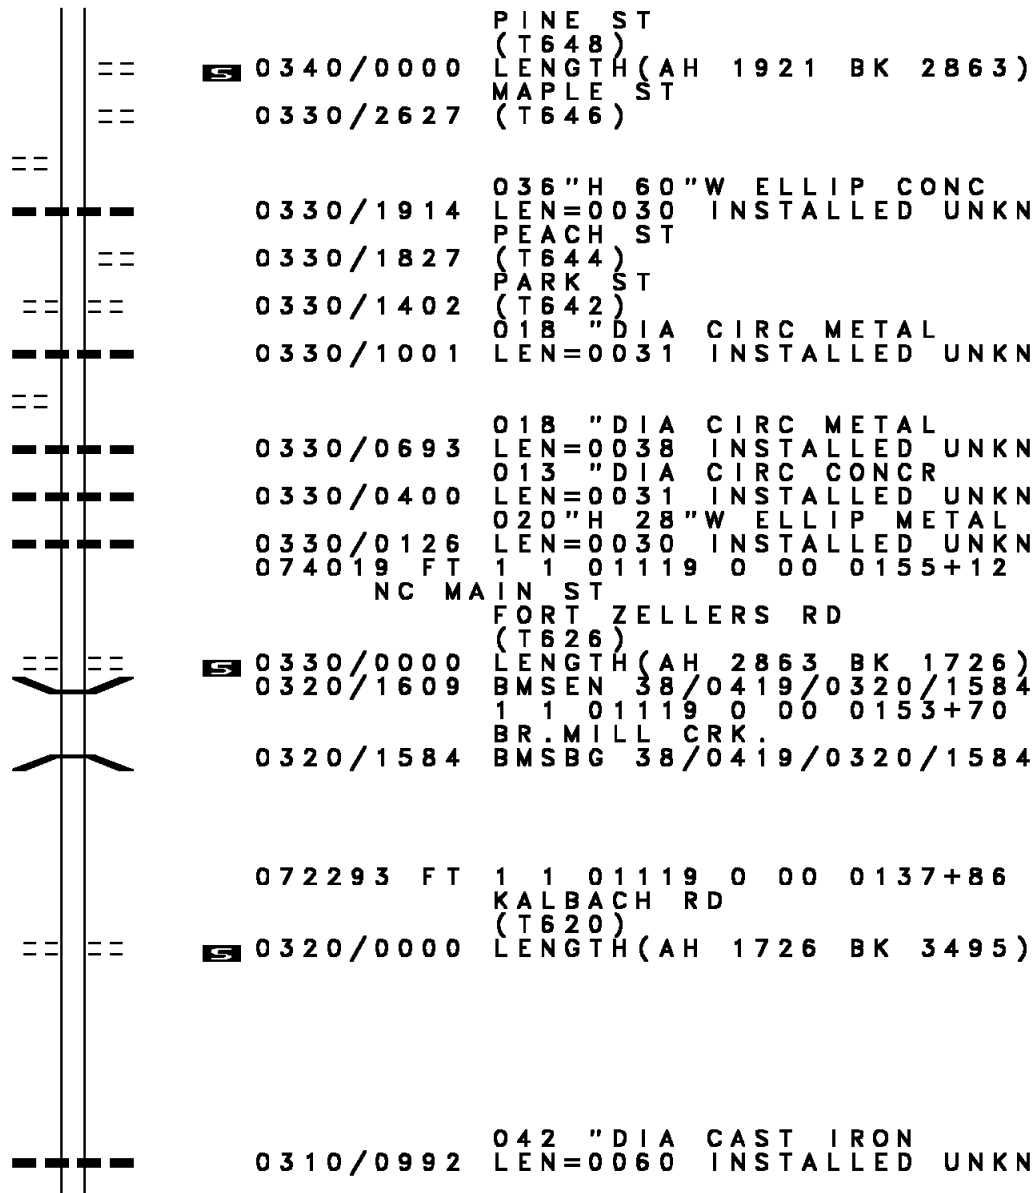 PINE ST
(T648)
S 0340/0000 LENGTH(AH 1921 BK 2863)
MAPLE ST
0330/2627 (T646)
036"H 60"W ELLIP CONC
0330/1914 LEN=0030 INSTALLED UNKN
PEACH ST
0330/1827 (T644)
PARK ST
0330/1402 (T642)
018 "DIA CIRC METAL
0330/1001 LEN=0031 INSTALLED UNKN
018 "DIA CIRC METAL
0330/0693 LEN=0038 INSTALLED UNKN
013 "DIA CIRC CONCR
0330/0400 LEN=0031 INSTALLED UNKN
020"H 28"W ELLIP METAL
0330/0126 LEN=0030 INSTALLED UNKN
074019 FT 1 1 01119 0 00 0155+12
NC MAIN ST
FORT ZELLERS RD
(T626)
S 0330/0000 LENGTH(AH 2863 BK 1726)
0320/1609 BMSEN 38/0419/0320/1584
1 1 01119 0 00 0153+70
BR.MILL CRK.
0320/1584 BMSBG 38/0419/0320/1584
072293 FT 1 1 01119 0 00 0137+86
KALBACH RD
(T620)
S 0320/0000 LENGTH(AH 1726 BK 3495)
042 "DIA CAST IRON
0310/0992 LEN=0060 INSTALLED UNKN